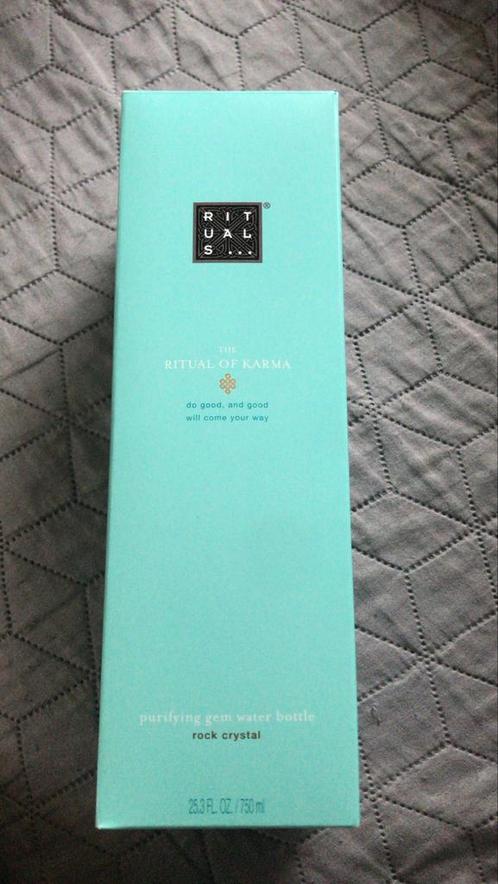 RIT
UAL
S...
®
THE
RITUAL OF KARMA
do good, and good
will come your way
purifying gem water bottle
rock crystal
25.3 FL. OZ. / 750 ml